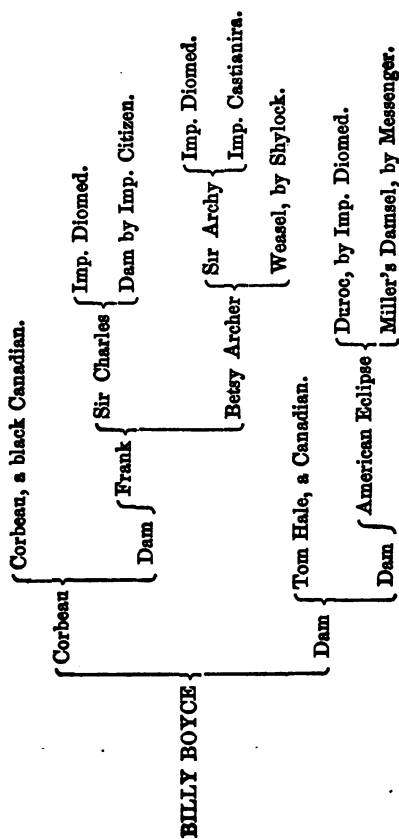 Corbeau, a black Canadian.
Imp. Diomed.
Sir Charles
Dam by Imp. Citizen.
Frank
Imp. Diomed.
Sir Archy
Imp. Castianira.
Betsy Archer
Weasel, by Shylock.
Corbeau
Dam
BILLY BOYCE
Tom Hale, a Canadian.
Dam
Duroc, by Imp. Diomed.
American Eclipse
Miller's Damsel, by Messenger.
Dam